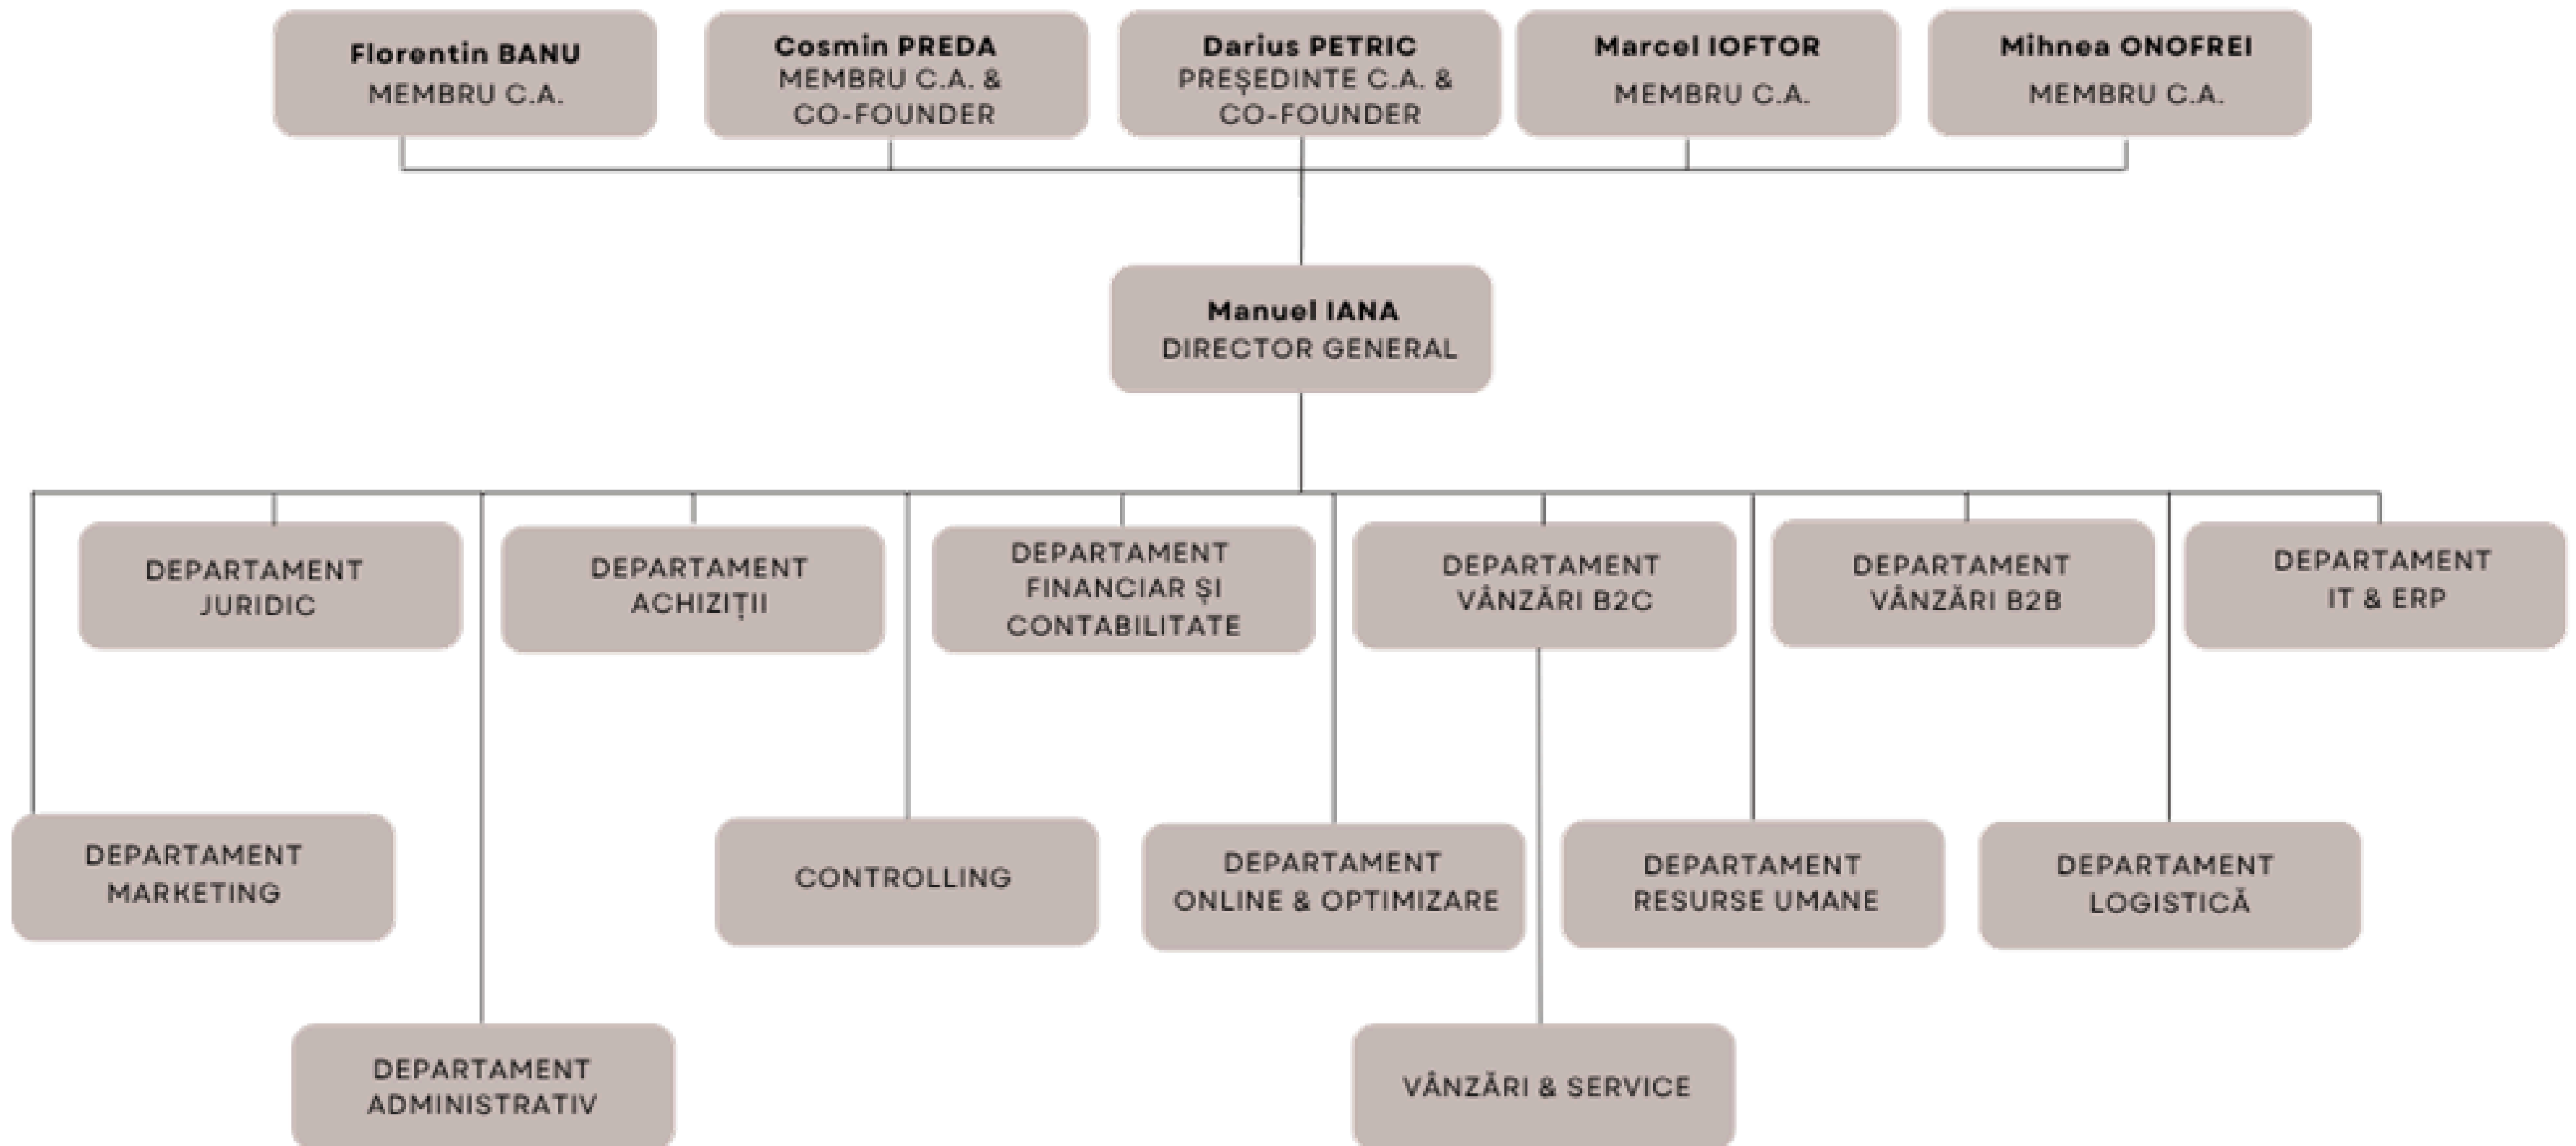 Florentin BANU
MEMBRU C.A.
Cosmin PREDA
MEMBRU C.A. &
CO-FOUNDER
Darius PETRIC
PREȘEDINTE C.A. &
CO-FOUNDER
Marcel IOFTOR
MEMBRU C.A.
Mihnea ONOFREI
MEMBRU C.A.
Manuel IANA
DIRECTOR GENERAL
DEPARTAMENT
JURIDIC
DEPARTAMENT
ACHIZIȚII
DEPARTAMENT
FINANCIAR ȘI
CONTABILITATE
DEPARTAMENT
VÂNZĂRI B2C
DEPARTAMENT
VÂNZĂRI B2B
DEPARTAMENT
IT & ERP
DEPARTAMENT
MARKETING
CONTROLLING
DEPARTAMENT
ONLINE & OPTIMIZARE
DEPARTAMENT
RESURSE UMANE
DEPARTAMENT
LOGISTICĂ
DEPARTAMENT
ADMINISTRATIV
VÂNZĂRI & SERVICE